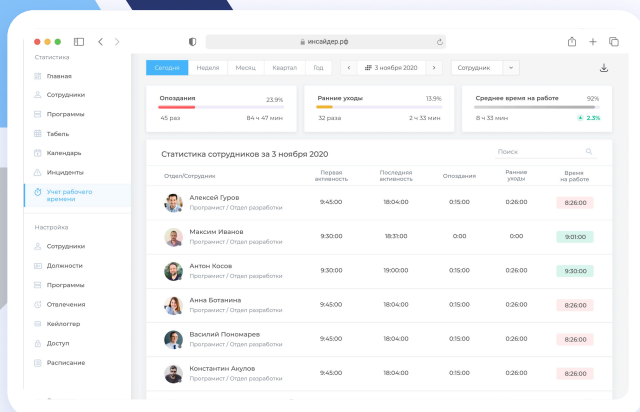 инсайдер.рф
Статистика
Главная
Сотрудники
Программы
Табель
Календарь
Инциденты
Учет рабочего
времени
Настройка
Сотрудники
Должности
Программы
Отвлечения
Кейлоггер
Доступ
Расписание
Сегодня Неделя Месяц Квартал Год 3 ноября 2020 Сотрудник
Опоздания 23.9%
45 раз 84 ч 47 мин
Ранние уходы 13.9%
32 раза 2 ч 33 мин
Среднее время на работе 92%
8 ч 33 мин 2.3%
Статистика сотрудников за 3 ноября 2020 Поиск
Отдел/Сотрудник Первая активность Последняя активность Опоздания Ранние уходы Время на работе
Алексей Гуров
Програмист / Отдел разработки
9:45:00 18:04:00 0:15:00 0:26:00 8:26:00
Максим Иванов
Програмист / Отдел разработки
9:30:00 18:31:00 0:00 0:00 9:01:00
Антон Косов
Програмист / Отдел разработки
9:30:00 19:00:00 0:15:00 0:26:00 9:30:00
Анна Ботанина
Програмист / Отдел разработки
9:45:00 18:04:00 0:15:00 0:26:00 8:26:00
Василий Пономарев
Програмист / Отдел разработки
9:45:00 18:04:00 0:15:00 0:26:00 8:26:00
Константин Акулов
Програмист / Отдел разработки
9:45:00 18:04:00 0:15:00 0:26:00 8:26:00